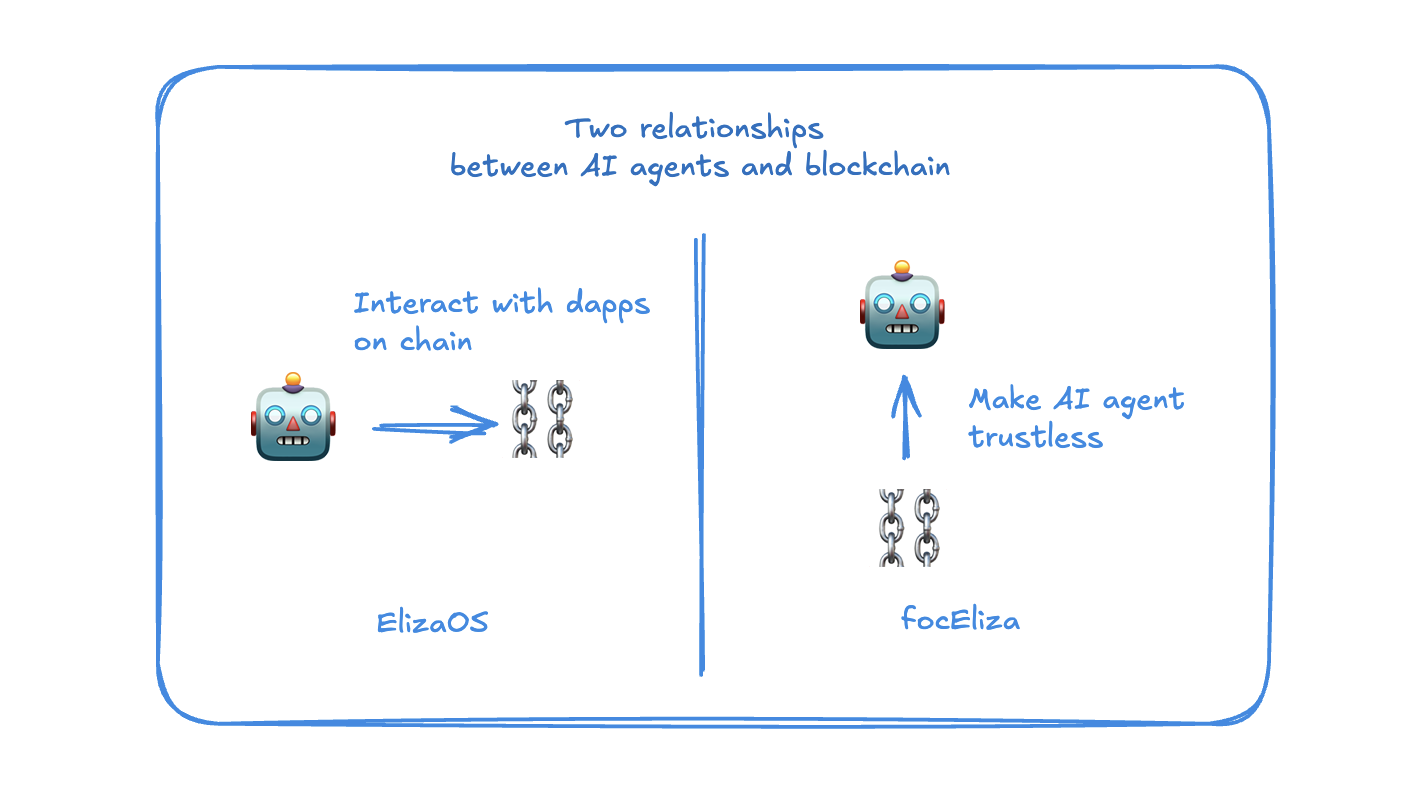 Two relationships
between AI agents and blockchain
Interact with dapps
on chain
ElizaOS
Make AI agent
trustless
focEliza